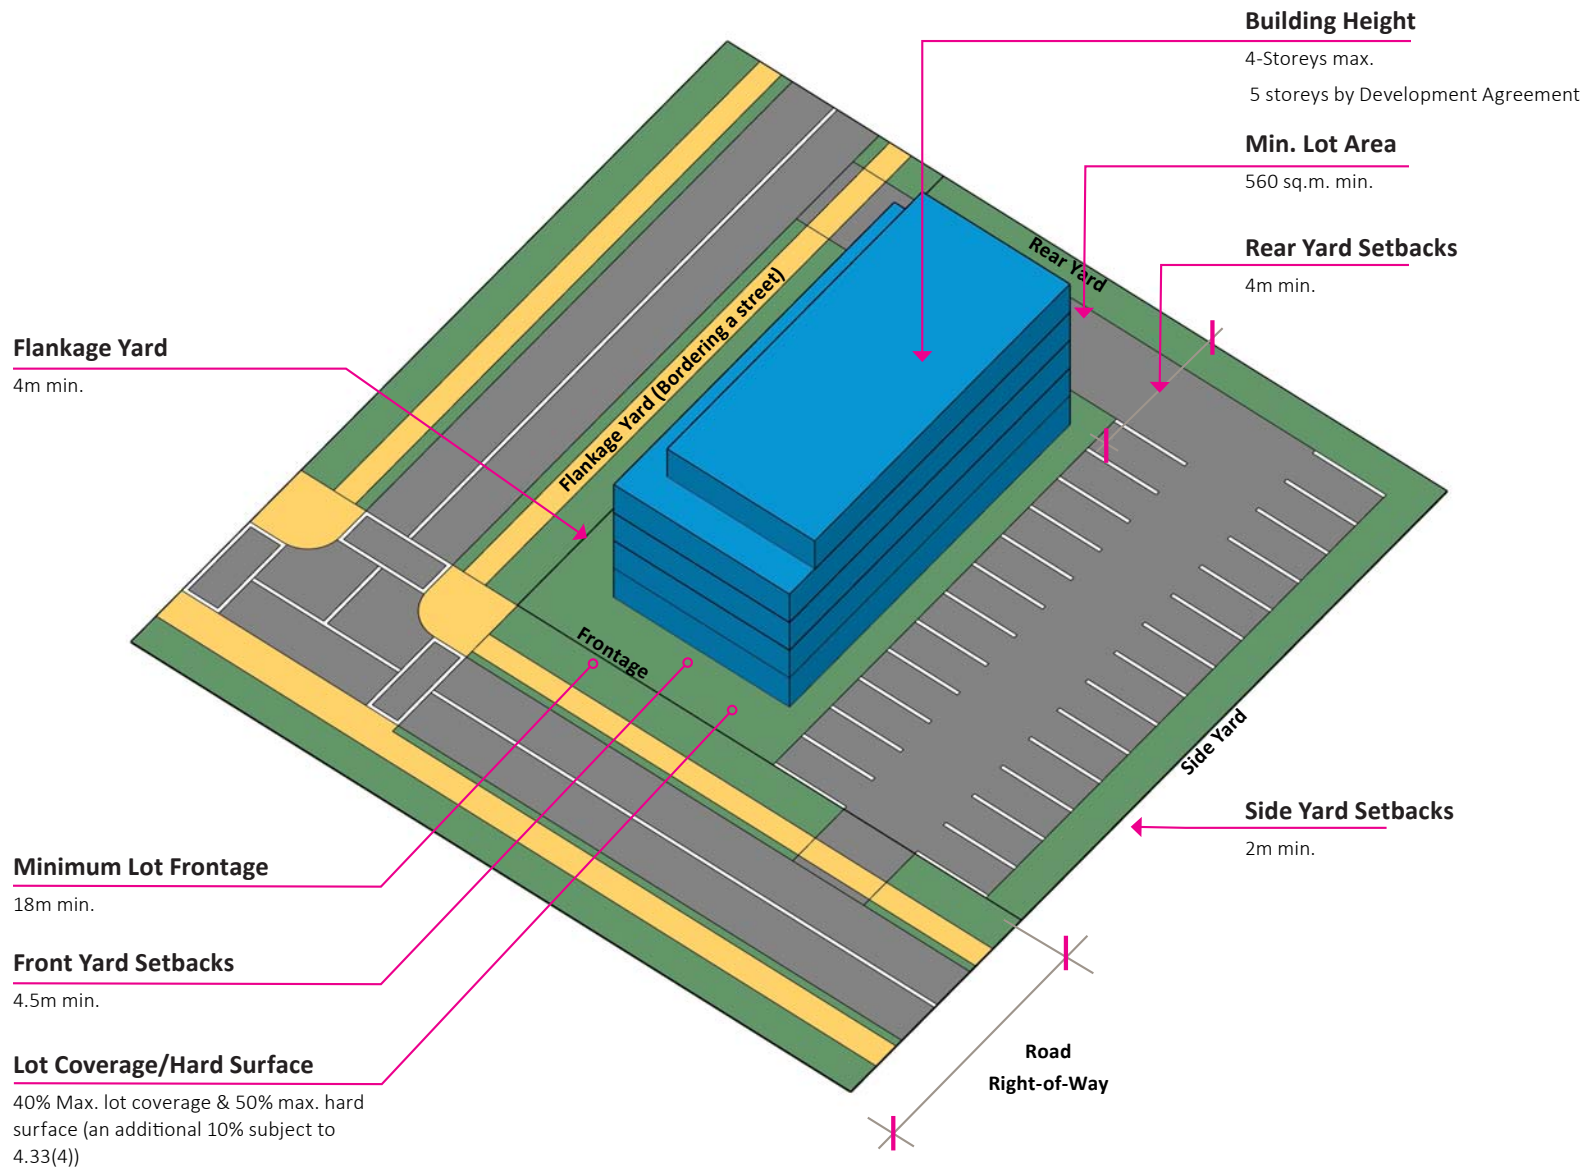 Building Height
4-Storeys max.
5 storeys by Development Agreement
Min. Lot Area
560 sq.m. min.
Rear Yard Setbacks
4m min.
Rear Yard
Flankage Yard (Bordering a street)
Flankage Yard
4m min.
Frontage
Side Yard
Side Yard Setbacks
2m min.
Minimum Lot Frontage
18m min.
Front Yard Setbacks
4.5m min.
Lot Coverage/Hard Surface
40% Max. lot coverage & 50% max. hard
surface (an additional 10% subject to
4.33(4))
Road
Right-of-Way